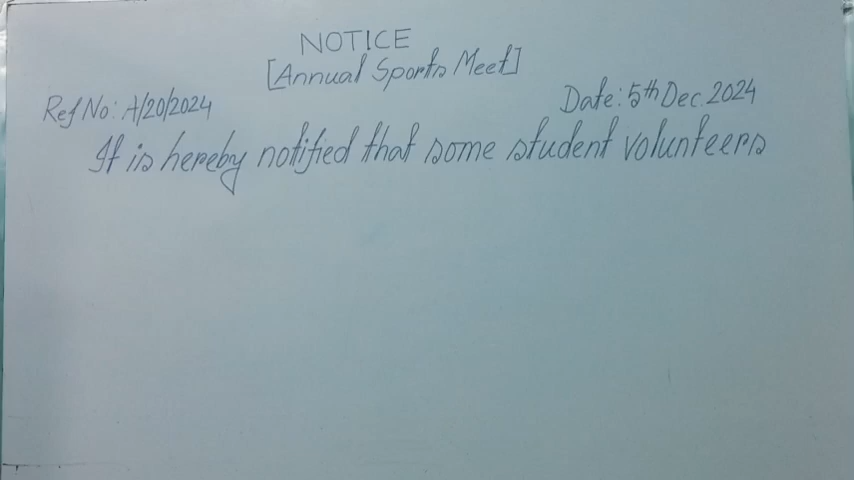 NOTICE
[Annual Sports Meet]
Ref No: A/20/2024 Date: 5th Dec. 2024
It is hereby notified that some student volunteers